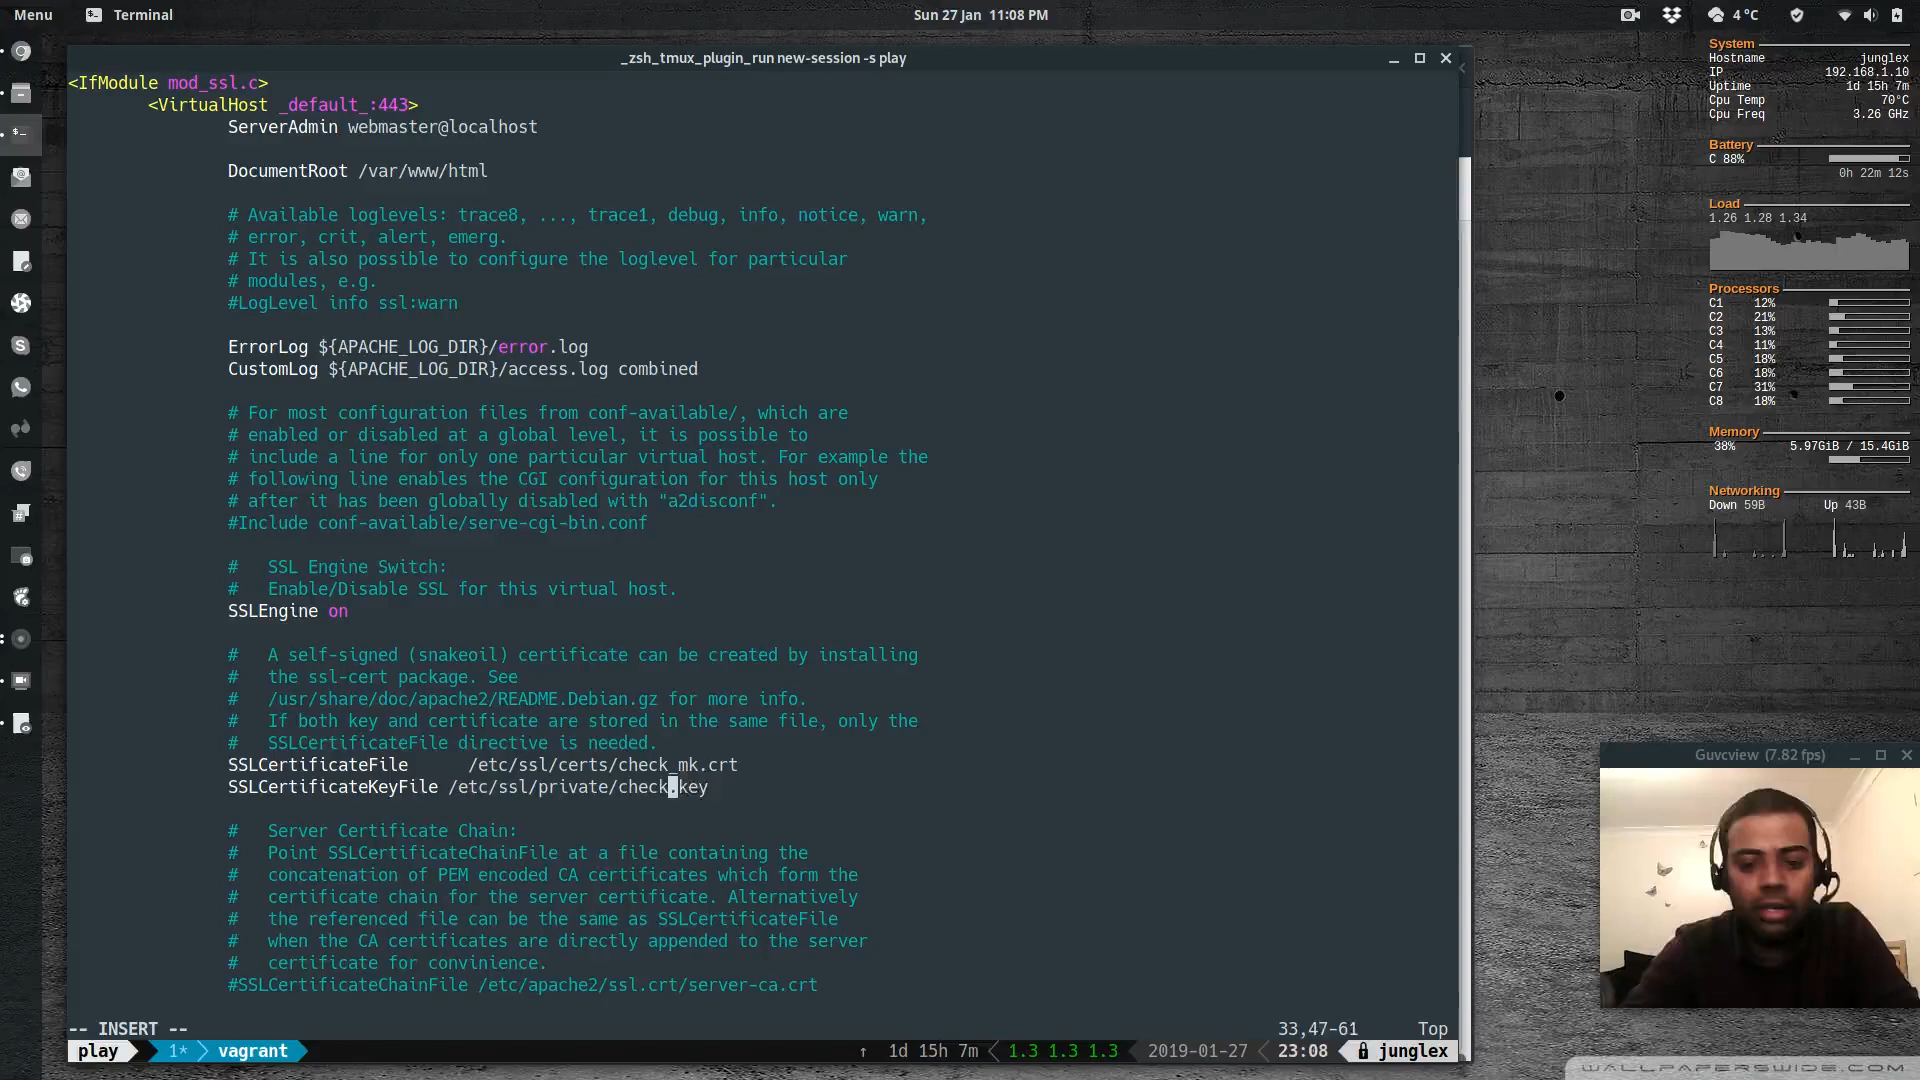 Menu
Terminal
Sun 27 Jan 11:08 PM
4 °C
_zsh_tmux_plugin_run new-session -s play
<IfModule mod_ssl.c>
<VirtualHost _default_:443>
ServerAdmin webmaster@localhost
DocumentRoot /var/www/html
# Available loglevels: trace8, ..., trace1, debug, info, notice, warn,
# error, crit, alert, emerg.
# It is also possible to configure the loglevel for particular
# modules, e.g.
#LogLevel info ssl:warn
ErrorLog ${APACHE_LOG_DIR}/error.log
CustomLog ${APACHE_LOG_DIR}/access.log combined
# For most configuration files from conf-available/, which are
# enabled or disabled at a global level, it is possible to
# include a line for only one particular virtual host. For example the
# following line enables the CGI configuration for this host only
# after it has been globally disabled with "a2disconf".
#Include conf-available/serve-cgi-bin.conf
#   SSL Engine Switch:
#   Enable/Disable SSL for this virtual host.
SSLEngine on
#   A self-signed (snakeoil) certificate can be created by installing
#   the ssl-cert package. See
#   /usr/share/doc/apache2/README.Debian.gz for more info.
#   If both key and certificate are stored in the same file, only the
#   SSLCertificateFile directive is needed.
SSLCertificateFile      /etc/ssl/certs/check_mk.crt
SSLCertificateKeyFile /etc/ssl/private/check.key
#   Server Certificate Chain:
#   Point SSLCertificateChainFile at a file containing the
#   concatenation of PEM encoded CA certificates which form the
#   certificate chain for the server certificate. Alternatively
#   the referenced file can be the same as SSLCertificateFile
#   when the CA certificates are directly appended to the server
#   certificate for convinience.
#SSLCertificateChainFile /etc/apache2/ssl.crt/server-ca.crt
-- INSERT --
33,47-61
Top
play
1*
vagrant
↑ 1d 15h 7m
1.3 1.3 1.3
2019-01-27
23:08
junglex
System
Hostname junglex
IP 192.168.1.10
Uptime 1d 15h 7m
Cpu Temp 70°C
Cpu Freq 3.26 GHz
Battery
C 88%
0h 22m 12s
Load
1.26 1.28 1.34
Processors
C1 12%
C2 21%
C3 13%
C4 11%
C5 18%
C6 18%
C7 31%
C8 18%
Memory
38% 5.97GiB / 15.4GiB
Networking
Down 59B Up 43B
Guvcview (7.82 fps)
WALLPAPERSWIDE.COM